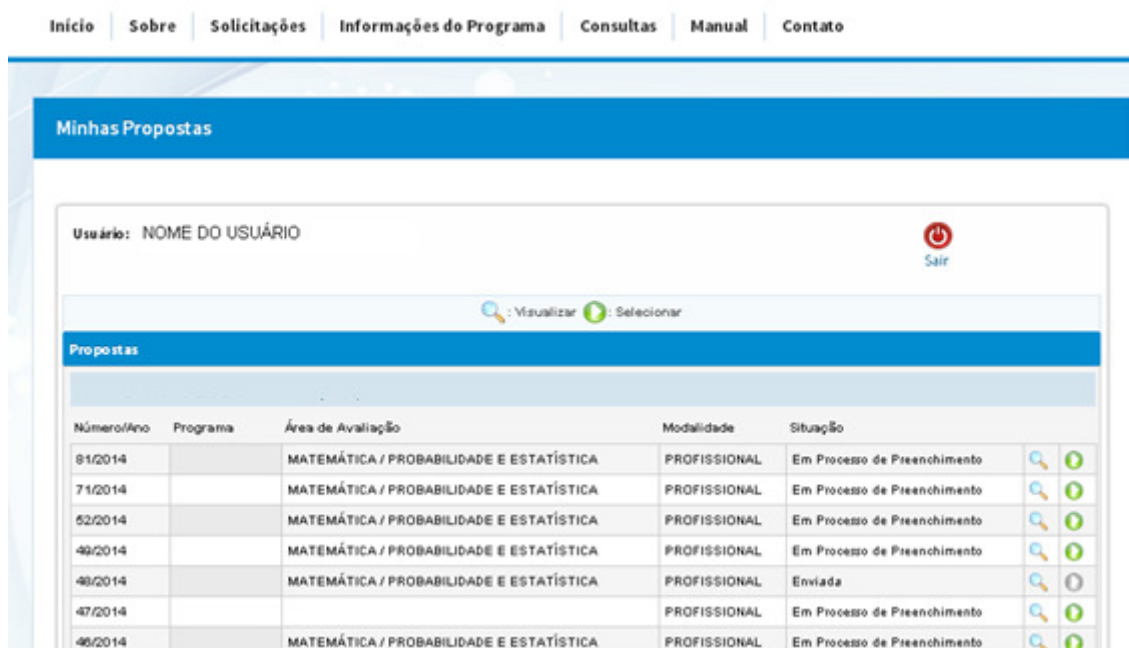 Início Sobre Solicitações Informações do Programa Consultas Manual Contato
Minhas Propostas
Usuário: NOME DO USUÁRIO
Sair
: Visualizar : Selecionar
Propostas
Número/Ano Programa Área de Avaliação Modalidade Situação
81/2014 MATEMÁTICA / PROBABILIDADE E ESTATÍSTICA PROFISSIONAL Em Processo de Preenchimento
71/2014 MATEMÁTICA / PROBABILIDADE E ESTATÍSTICA PROFISSIONAL Em Processo de Preenchimento
52/2014 MATEMÁTICA / PROBABILIDADE E ESTATÍSTICA PROFISSIONAL Em Processo de Preenchimento
49/2014 MATEMÁTICA / PROBABILIDADE E ESTATÍSTICA PROFISSIONAL Em Processo de Preenchimento
48/2014 MATEMÁTICA / PROBABILIDADE E ESTATÍSTICA PROFISSIONAL Enviada
47/2014 PROFISSIONAL Em Processo de Preenchimento
46/2014 MATEMÁTICA / PROBABILIDADE E ESTATÍSTICA PROFISSIONAL Em Processo de Preenchimento